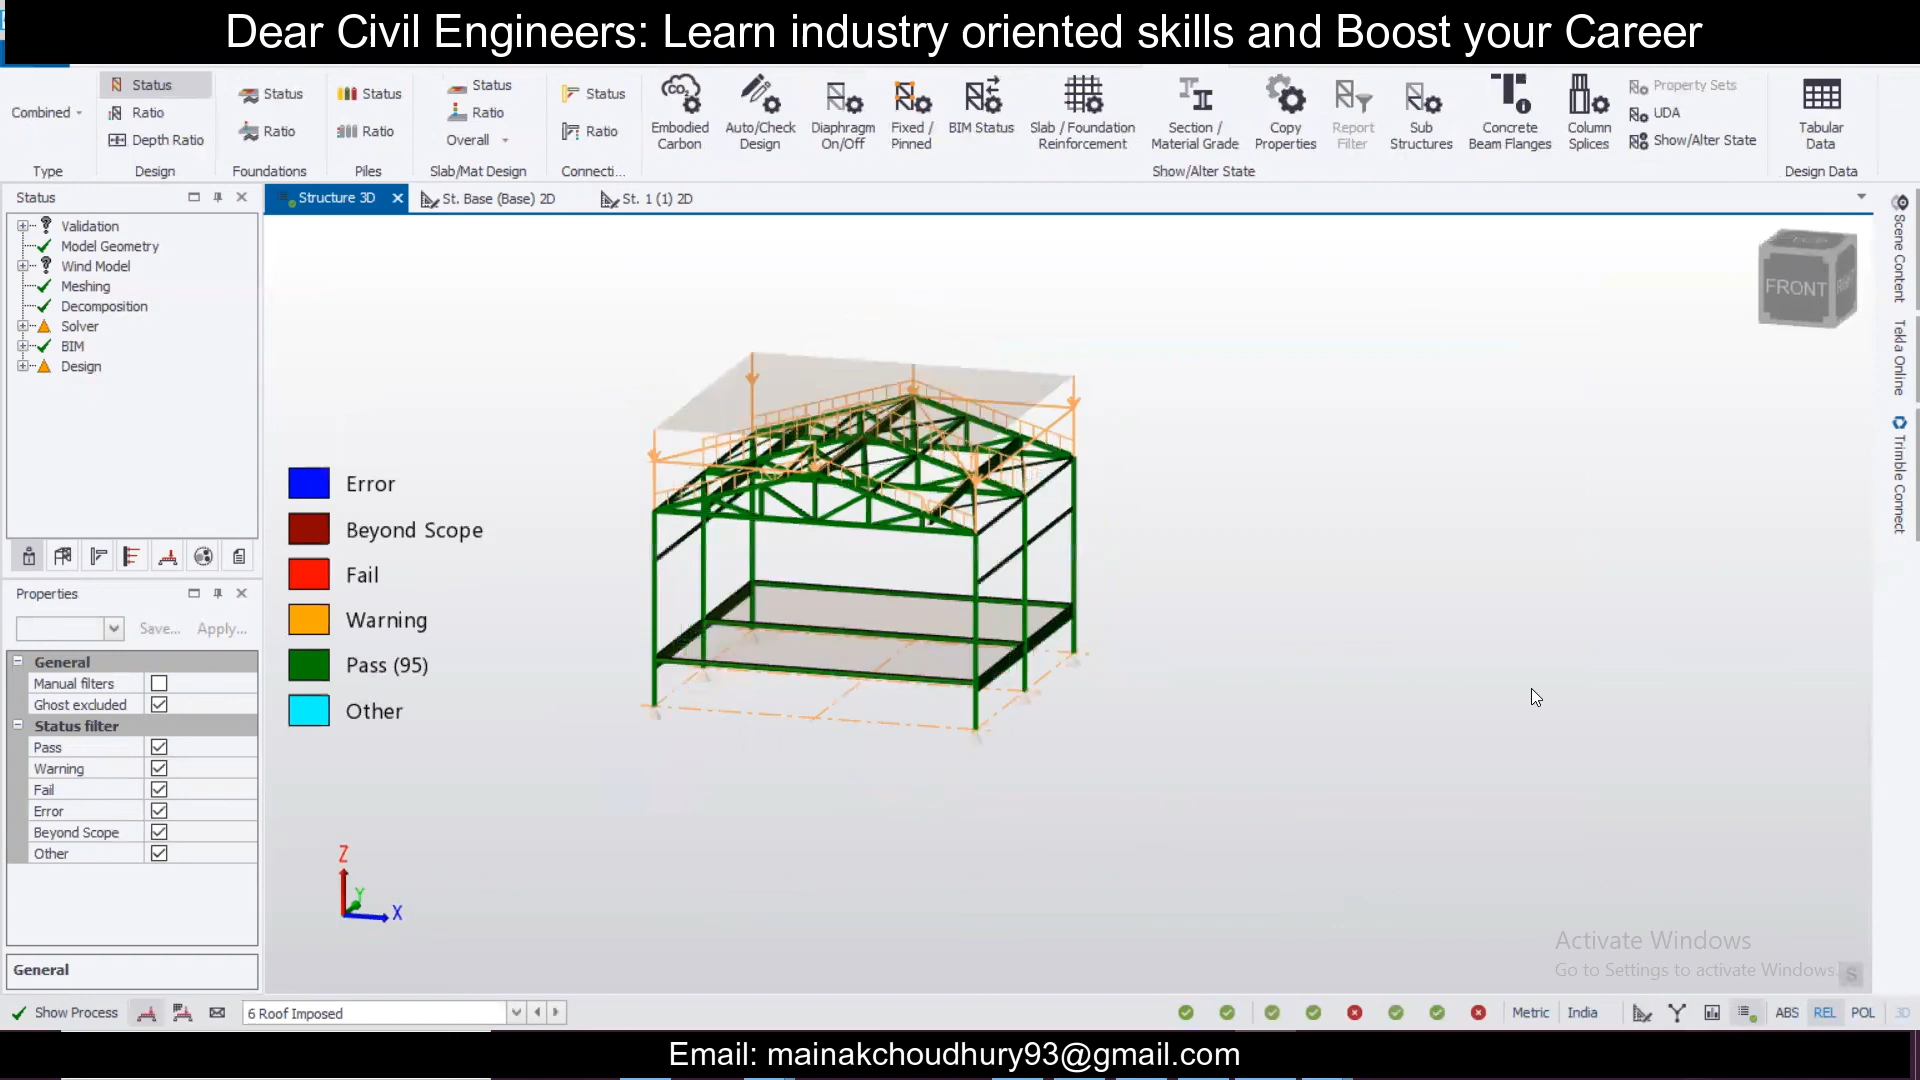 Dear Civil Engineers: Learn industry oriented skills and Boost your Career
Combined
Type
Status
Ratio
Depth Ratio
Design
Status
Ratio
Foundations
Status
Ratio
Piles
Status
Ratio
Overall
Slab/Mat Design
Status
Ratio
Connecti...
Embodied
Carbon
Auto/Check
Design
Diaphragm
On/Off
Fixed /
Pinned
BIM Status
Slab / Foundation
Reinforcement
Section /
Material Grade
Copy
Properties
Report
Filter
Sub
Structures
Concrete
Beam Flanges
Column
Splices
Property Sets
UDA
Show/Alter State
Show/Alter State
Tabular
Data
Design Data
Status
Structure 3D
St. Base (Base) 2D
St. 1 (1) 2D
Validation
Model Geometry
Wind Model
Meshing
Decomposition
Solver
BIM
Design
FRONT
Scene Content
Tekla Online
Trimble Connect
Error
Beyond Scope
Fail
Warning
Pass (95)
Other
Properties
Save...
Apply...
General
Manual filters
Ghost excluded
Status filter
Pass
Warning
Fail
Error
Beyond Scope
Other
General
Z
Y
X
Activate Windows
Go to Settings to activate Windows.
S
Show Process
6 Roof Imposed
Metric
India
ABS
REL
POL
3D
Email: mainakchoudhury93@gmail.com